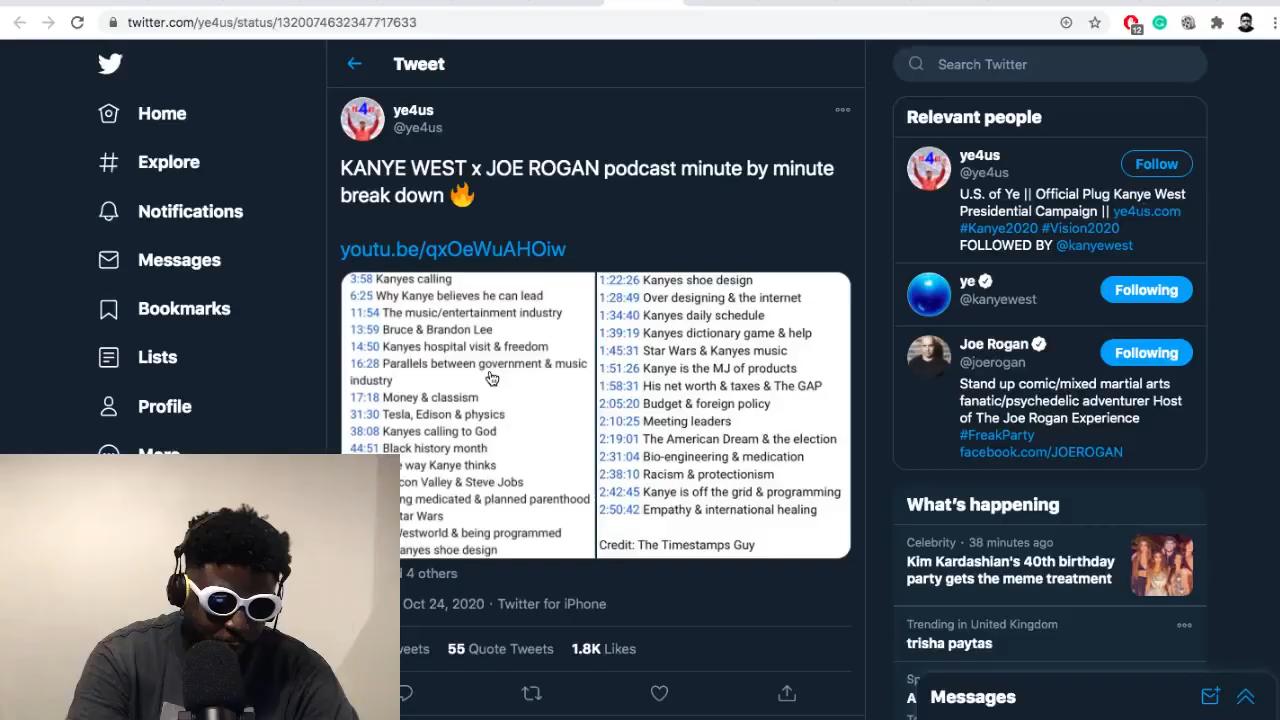 twitter.com/ye4us/status/1320074632347717633
12
Home
Explore
Notifications
Messages
Bookmarks
Lists
Profile
More
Tweet
ye4us
@ye4us
KANYE WEST x JOE ROGAN podcast minute by minute
break down
youtu.be/qxOeWuAHOiw
3:58 Kanyes calling
6:25 Why Kanye believes he can lead
11:54 The music/entertainment industry
13:59 Bruce & Brandon Lee
14:50 Kanyes hospital visit & freedom
16:28 Parallels between government & music
industry
17:18 Money & classism
31:30 Tesla, Edison & physics
38:08 Kanyes calling to God
44:51 Black history month
way Kanye thinks
con Valley & Steve Jobs
ng medicated & planned parenthood
tar Wars
estworld & being programmed
anyes shoe design
1:22:26 Kanyes shoe design
1:28:49 Over designing & the internet
1:34:40 Kanyes daily schedule
1:39:19 Kanyes dictionary game & help
1:45:31 Star Wars & Kanyes music
1:51:26 Kanye is the MJ of products
1:58:31 His net worth & taxes & The GAP
2:05:20 Budget & foreign policy
2:10:25 Meeting leaders
2:19:01 The American Dream & the election
2:31:04 Bio-engineering & medication
2:38:10 Racism & protectionism
2:42:45 Kanye is off the grid & programming
2:50:42 Empathy & international healing
Credit: The Timestamps Guy
4 others
Oct 24, 2020 · Twitter for iPhone
weets 55 Quote Tweets 1.8K Likes
Search Twitter
Relevant people
ye4us
@ye4us
Follow
U.S. of Ye || Official Plug Kanye West
Presidential Campaign || ye4us.com
#Kanye2020 #Vision2020
FOLLOWED BY @kanyewest
ye
@kanyewest
Following
Joe Rogan
@joerogan
Following
Stand up comic/mixed martial arts
fanatic/psychedelic adventurer Host
of The Joe Rogan Experience
#FreakParty
facebook.com/JOEROGAN
What's happening
Celebrity · 38 minutes ago
Kim Kardashian's 40th birthday
party gets the meme treatment
Trending in United Kingdom
trisha paytas
Messages